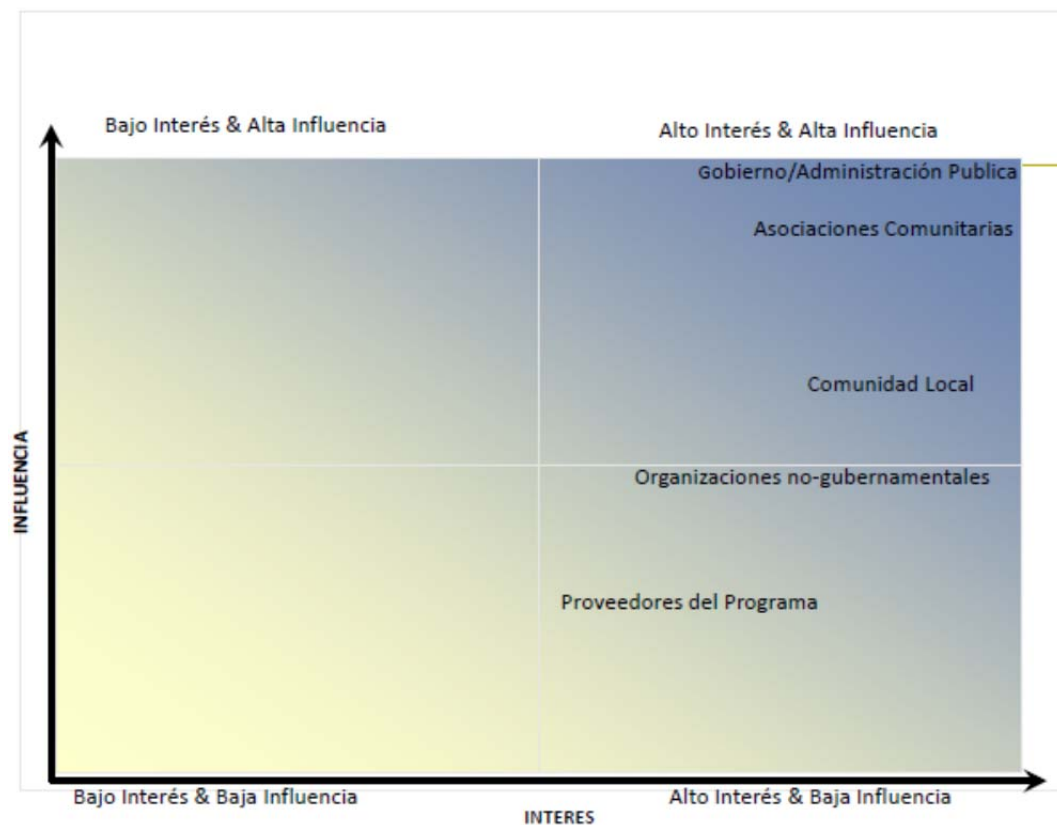 Bajo Interés & Alta Influencia
Alto Interés & Alta Influencia
Gobierno/Administración Publica
Asociaciones Comunitarias
Comunidad Local
INFLUENCIA
Organizaciones no-gubernamentales
Proveedores del Programa
Bajo Interés & Baja Influencia
Alto Interés & Baja Influencia
INTERES